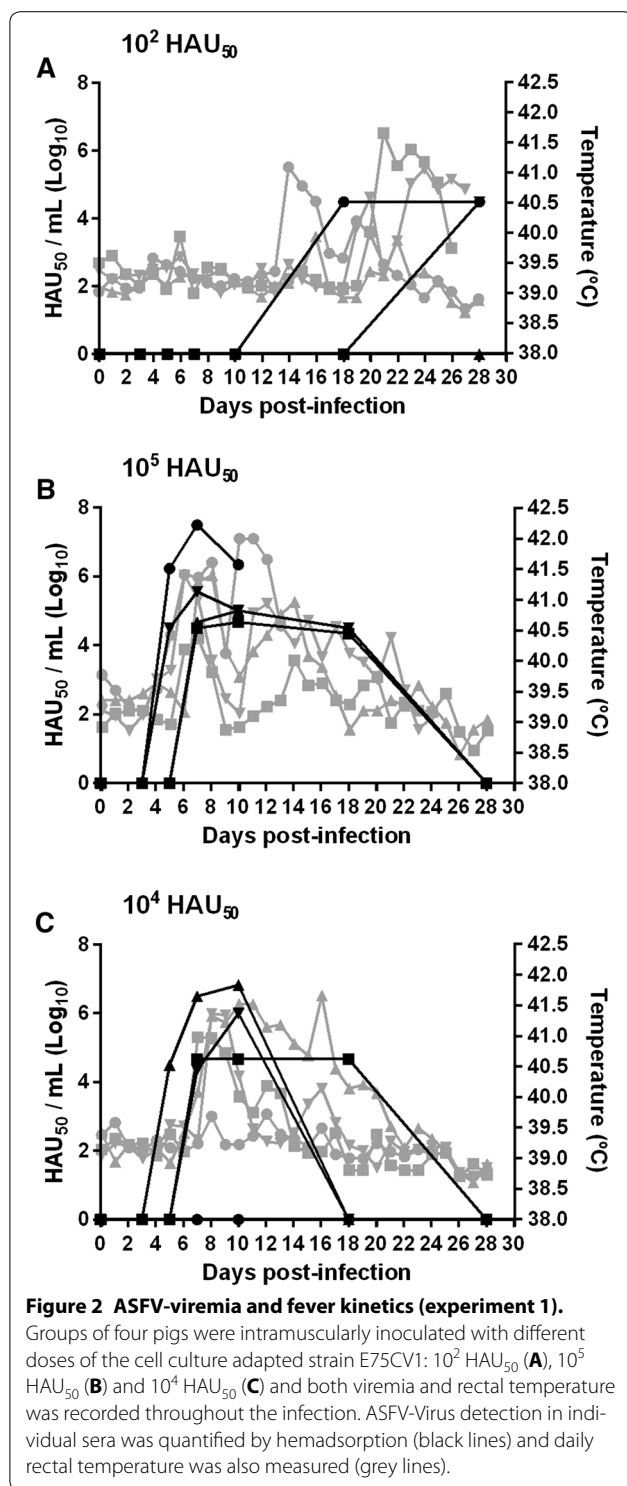 10² HAU₅₀
A
8
6
4
2
0
HAU₅₀ / mL (Log₁₀)
42.5
42.0
41.5
41.0
40.5
40.0
39.5
39.0
38.5
38.0
Temperature (ºC)
0 2 4 6 8 10 12 14 16 18 20 22 24 26 28 30
Days post-infection
10⁵ HAU₅₀
B
8
6
4
2
0
HAU₅₀ / mL (Log₁₀)
42.5
42.0
41.5
41.0
40.5
40.0
39.5
39.0
38.5
38.0
Temperature (ºC)
0 2 4 6 8 10 12 14 16 18 20 22 24 26 28 30
Days post-infection
10⁴ HAU₅₀
C
8
6
4
2
0
HAU₅₀ / mL (Log₁₀)
42.5
42.0
41.5
41.0
40.5
40.0
39.5
39.0
38.5
38.0
Temperature (ºC)
0 2 4 6 8 10 12 14 16 18 20 22 24 26 28 30
Days post-infection
Figure 2 ASFV-viremia and fever kinetics (experiment 1).
Groups of four pigs were intramuscularly inoculated with different
doses of the cell culture adapted strain E75CV1: 10² HAU₅₀ (A), 10⁵
HAU₅₀ (B) and 10⁴ HAU₅₀ (C) and both viremia and rectal temperature
was recorded throughout the infection. ASFV-Virus detection in indi-
vidual sera was quantified by hemadsorption (black lines) and daily
rectal temperature was also measured (grey lines).